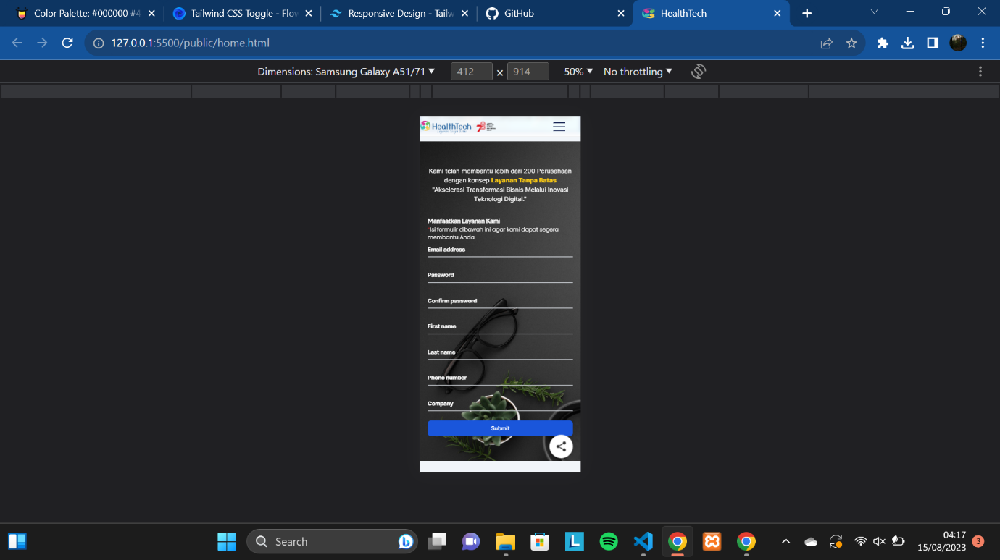 Color Palette: #000000 #4
Tailwind CSS Toggle - Flow
Responsive Design - Tailw
GitHub
HealthTech
127.0.0.1:5500/public/home.html
Dimensions: Samsung Galaxy A51/71 412 × 914 50% No throttling
HealthTech 78
Kami telah membantu lebih dari 200 Perusahaan
dengan konsep Layanan Tanpa Batas
"Akselerasi Transformasi Bisnis Melalui Inovasi
Teknologi Digital."
Manfaatkan Layanan Kami
*Isi formulir dibawah ini agar kami dapat segera
membantu Anda.
Email address
Password
Confirm password
First name
Last name
Phone number
Company
Submit
Search
04:17
15/08/2023
3